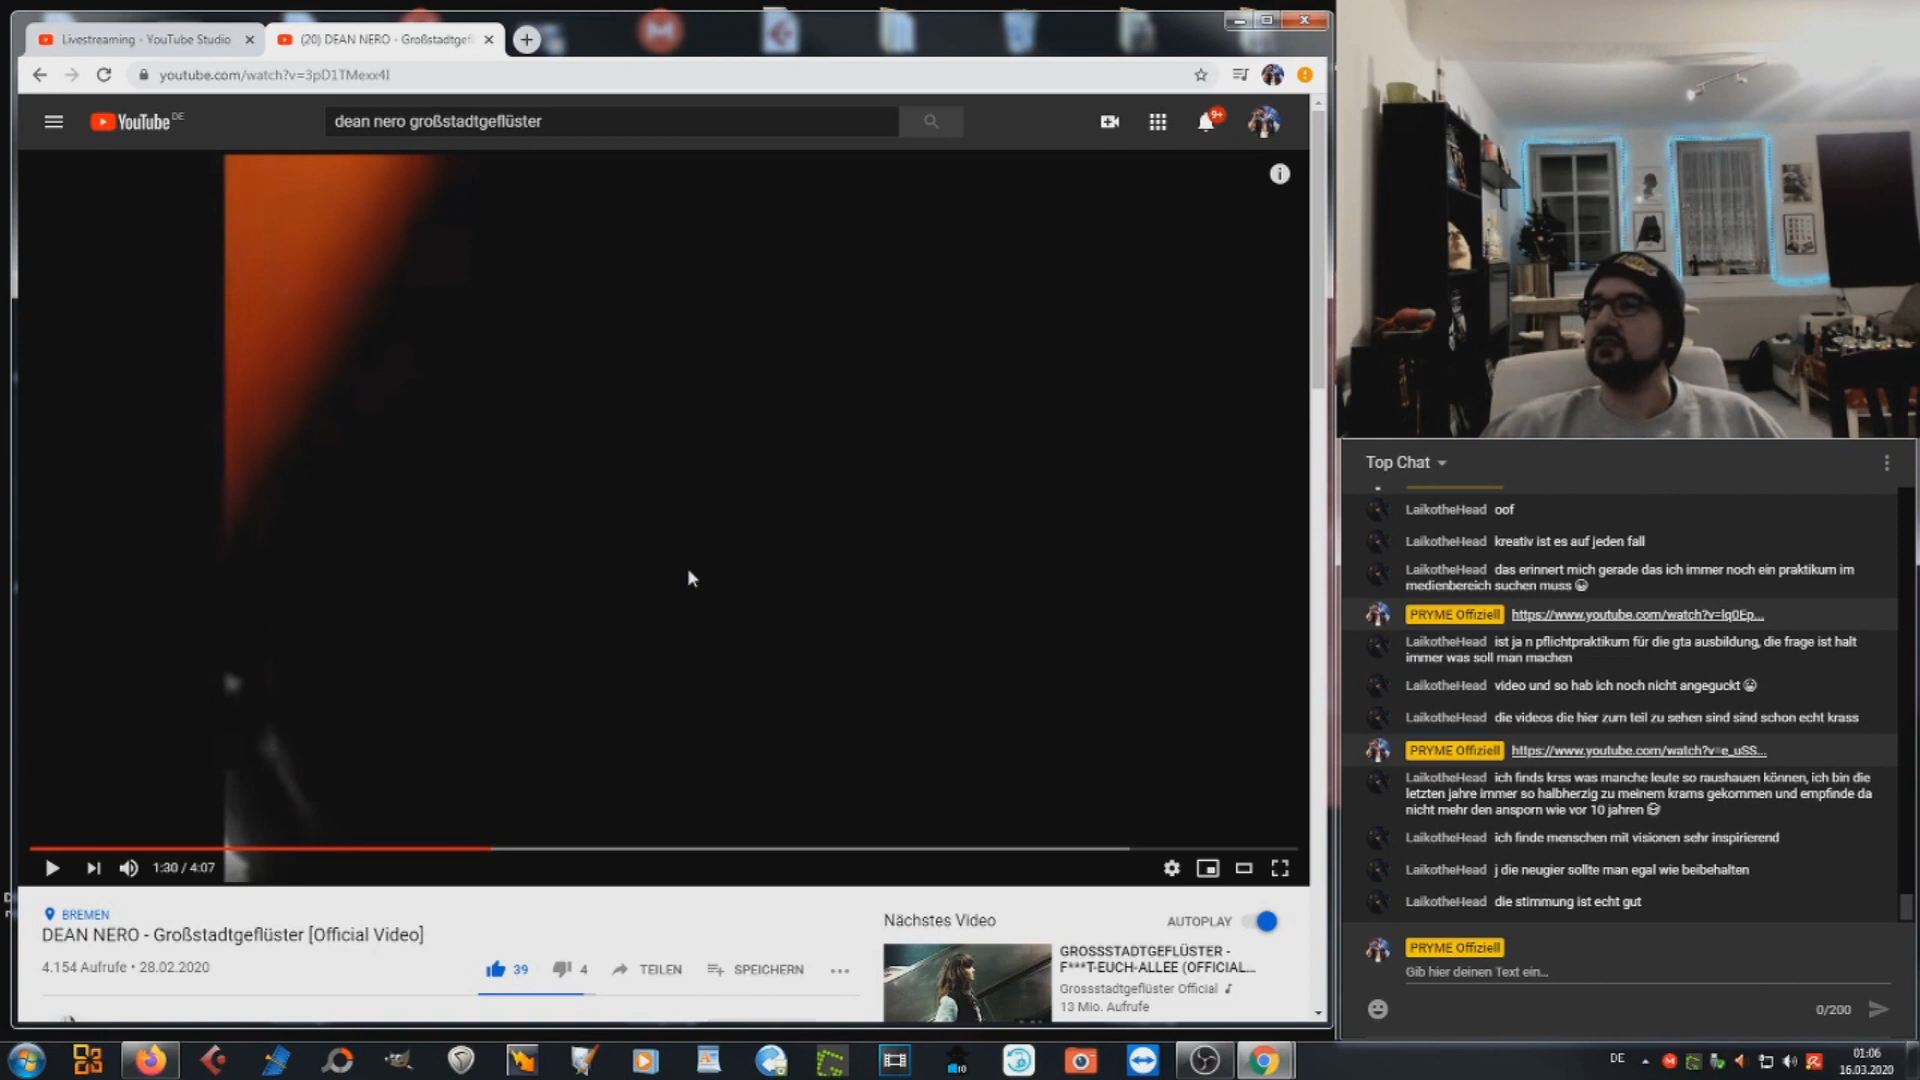 Livestreaming - YouTube Studio
(20) DEAN NERO - Großstadtgefl
youtube.com/watch?v=3pD1TMexx4I
YouTube DE
dean nero großstadtgeflüster
9+
1:30 / 4:07
BREMEN
DEAN NERO - Großstadtgeflüster [Official Video]
4.154 Aufrufe • 28.02.2020
39
4
TEILEN
SPEICHERN
Nächstes Video
AUTOPLAY
GROSSSTADTGEFLÜSTER -
F***T-EUCH-ALLEE (OFFICIAL...
Grossstadtgeflüster Official
13 Mio. Aufrufe
Top Chat
LaikotheHead oof
LaikotheHead kreativ ist es auf jeden fall
LaikotheHead das erinnert mich gerade das ich immer noch ein praktikum im
medienbereich suchen muss
PRYME Offiziell https://www.youtube.com/watch?v=lq0Ep...
LaikotheHead ist ja n pflichtpraktikum für die gta ausbildung, die frage ist halt
immer was soll man machen
LaikotheHead video und so hab ich noch nicht angeguckt
LaikotheHead die videos die hier zum teil zu sehen sind sind schon echt krass
PRYME Offiziell https://www.youtube.com/watch?v=e_uSS...
LaikotheHead ich finds krss was manche leute so raushauen können, ich bin die
letzten jahre immer so halbherzig zu meinem krams gekommen und empfinde da
nicht mehr den ansporn wie vor 10 jahren
LaikotheHead ich finde menschen mit visionen sehr inspirierend
LaikotheHead j die neugier sollte man egal wie beibehalten
LaikotheHead die stimmung ist echt gut
PRYME Offiziell
Gib hier deinen Text ein...
0/200
DE
01:06
16.03.2020